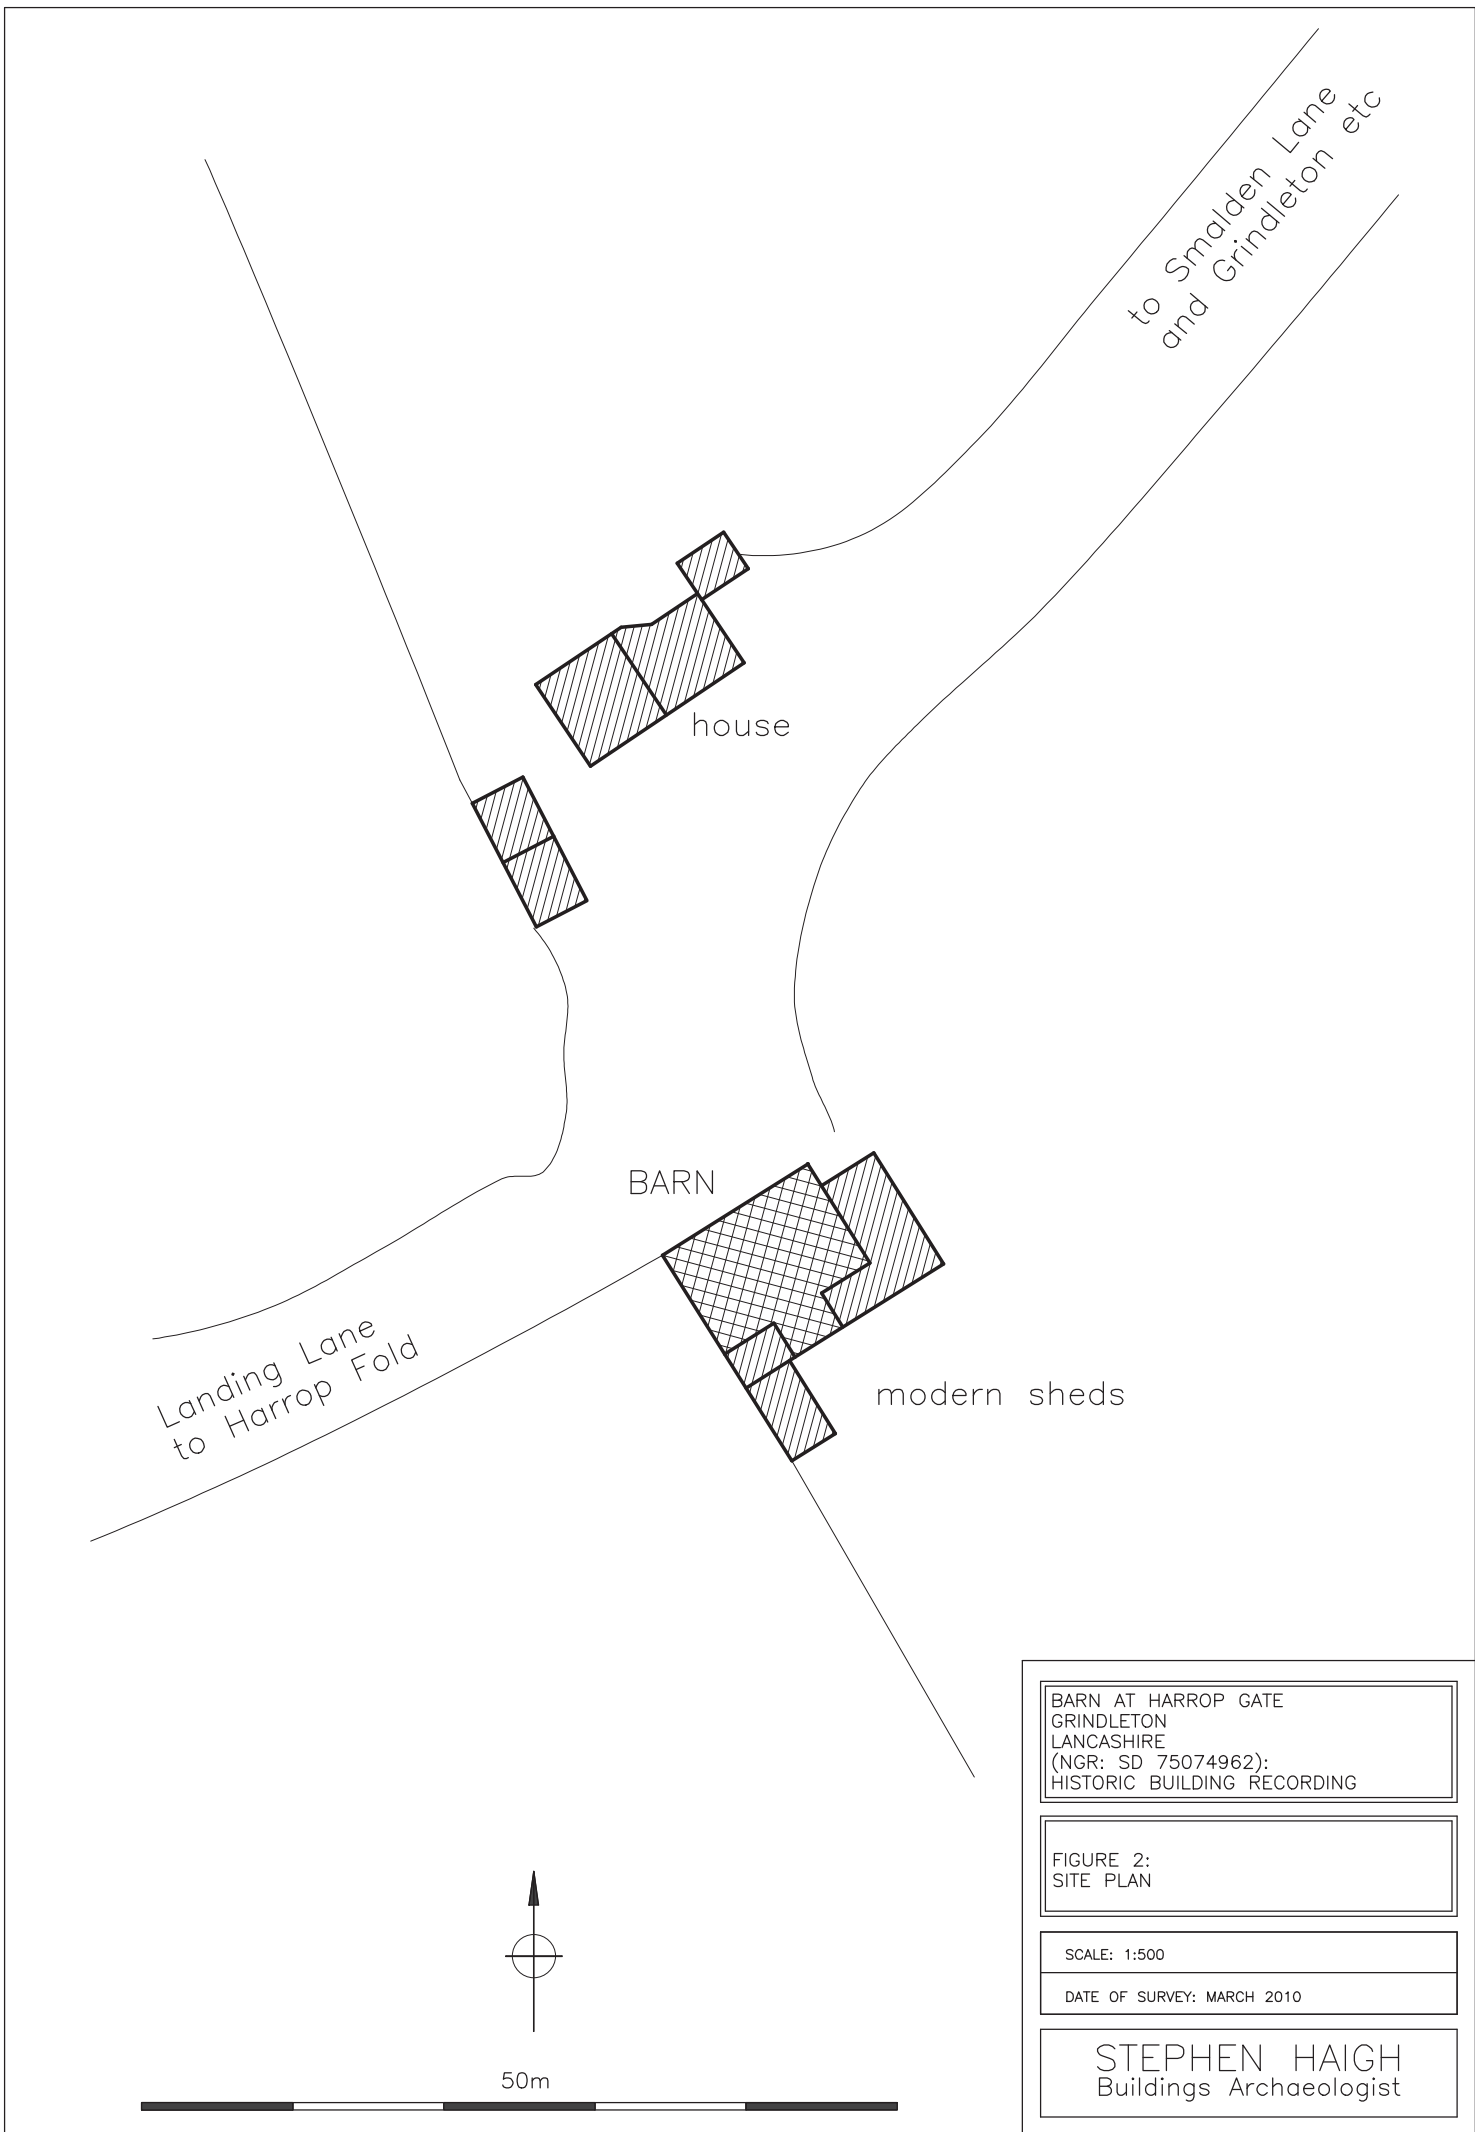 to Smalden Lane
and Grindleton etc
house
BARN
Landing Lane
to Harrop Fold
modern sheds
BARN AT HARROP GATE
GRINDLETON
LANCASHIRE
(NGR: SD 75074962):
HISTORIC BUILDING RECORDING
FIGURE 2:
SITE PLAN
SCALE: 1:500
DATE OF SURVEY: MARCH 2010
STEPHEN HAIGH
Buildings Archaeologist
50m